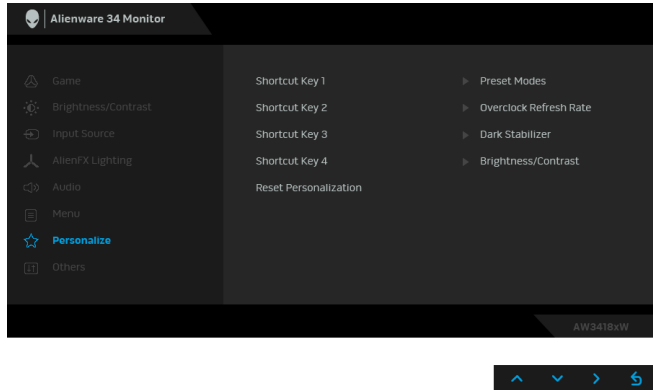 Alienware 34 Monitor
Game
Brightness/Contrast
Input Source
AlienFX Lighting
Audio
Menu
Personalize
Others
Shortcut Key 1 Preset Modes
Shortcut Key 2 Overclock Refresh Rate
Shortcut Key 3 Dark Stabilizer
Shortcut Key 4 Brightness/Contrast
Reset Personalization
AW3418xW